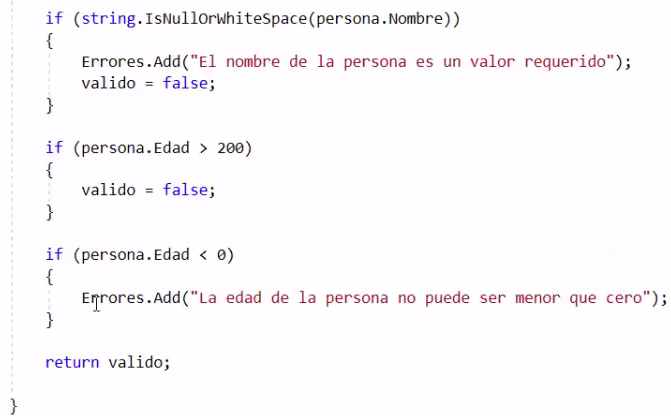 if (string.IsNullOrWhiteSpace(persona.Nombre))
{
Errores.Add("El nombre de la persona es un valor requerido");
valido = false;
}
if (persona.Edad > 200)
{
valido = false;
}
if (persona.Edad < 0)
{
Errores.Add("La edad de la persona no puede ser menor que cero");
}
return valido;
}